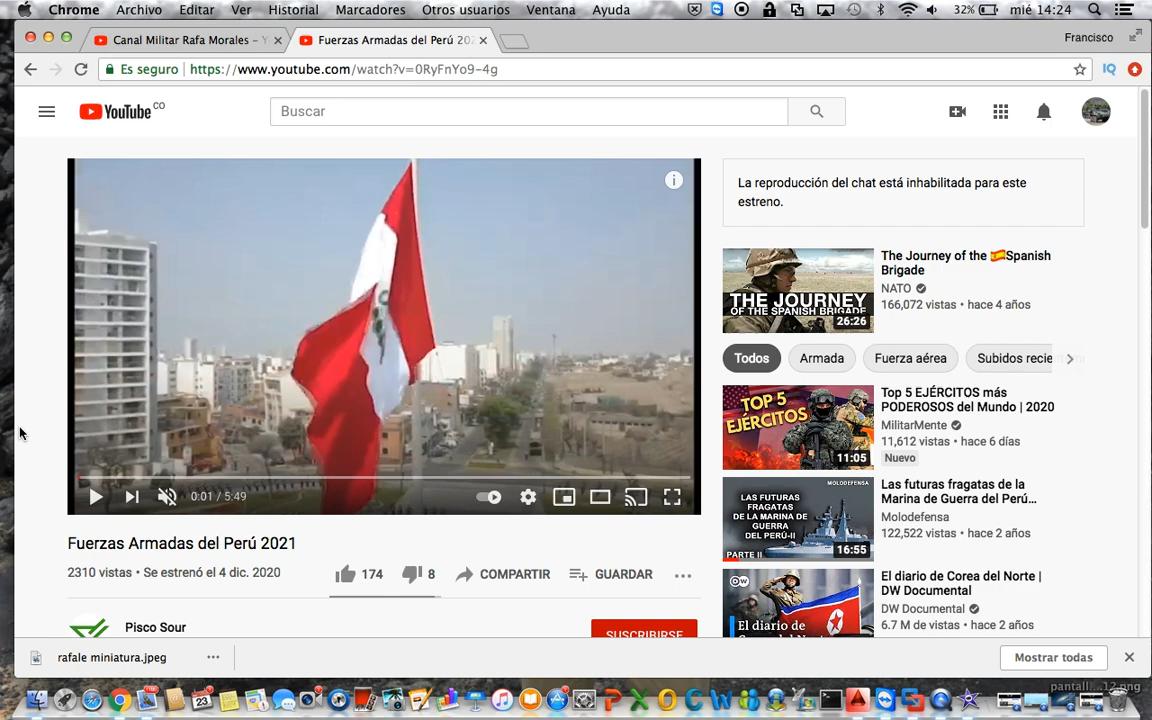 Chrome Archivo Editar Ver Historial Marcadores Otros usuarios Ventana Ayuda 32% mié 14:24
Canal Militar Rafa Morales – Y
Fuerzas Armadas del Perú 202
Francisco
Es seguro https://www.youtube.com/watch?v=0RyFnYo9-4g
YouTube CO
Buscar
0:01 / 5:49
Fuerzas Armadas del Perú 2021
2310 vistas • Se estrenó el 4 dic. 2020
174 8 COMPARTIR GUARDAR
Pisco Sour
SUSCRIBIRSE
La reproducción del chat está inhabilitada para este
estreno.
THE JOURNEY
OF THE SPANISH BRIGADE
26:26
The Journey of the 🇪🇸Spanish
Brigade
NATO
166,072 vistas • hace 4 años
Todos Armada Fuerza aérea Subidos recie
TOP 5
EJÉRCITOS
11:05
Top 5 EJÉRCITOS más
PODEROSOS del Mundo | 2020
MilitarMente
11,612 vistas • hace 6 días
Nuevo
MOLODEFENSA
LAS FUTURAS
FRAGATAS
DE LA MARINA DE
GUERRA
DEL PERÚ-II
PARTE II
16:55
Las futuras fragatas de la
Marina de Guerra del Perú...
Molodefensa
122,522 vistas • hace 2 años
DW
El diario de
El diario de Corea del Norte |
DW Documental
DW Documental
6.7 M de vistas • hace 2 años
rafale miniatura.jpeg
Mostrar todas
pantall...12.png